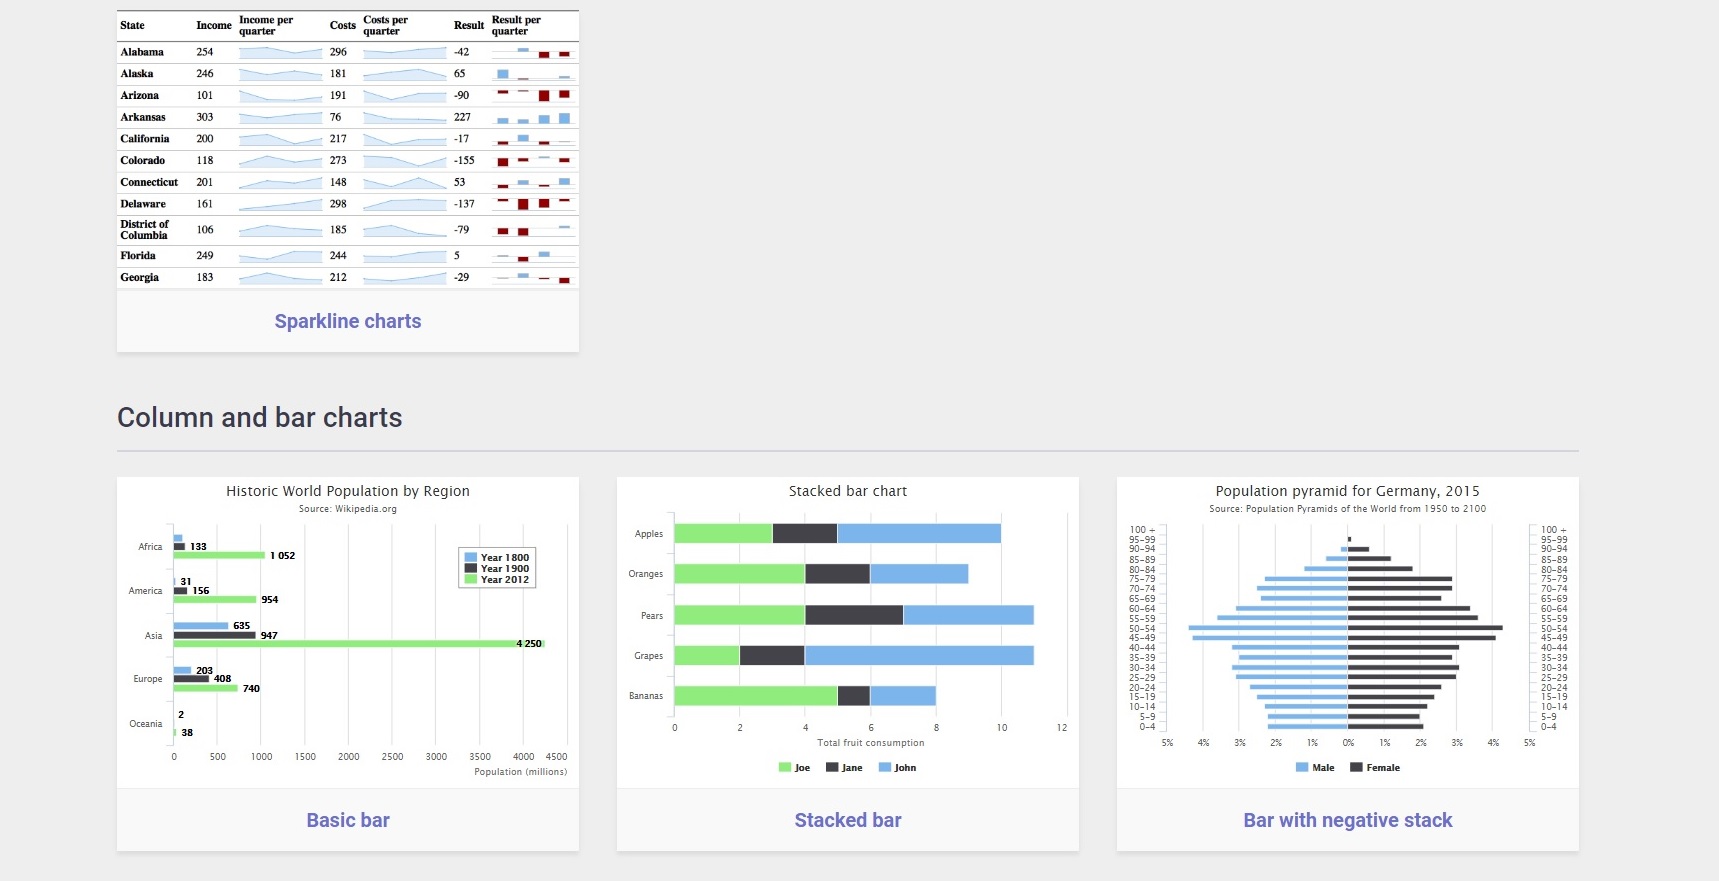 State Income Income per quarter Costs Costs per quarter Result Result per quarter
Alabama 254 296 -42
Alaska 246 181 65
Arizona 101 191 -90
Arkansas 303 76 227
California 200 217 -17
Colorado 118 273 -155
Connecticut 201 148 53
Delaware 161 298 -137
District of Columbia 106 185 -79
Florida 249 244 5
Georgia 183 212 -29
Sparkline charts
Column and bar charts
Historic World Population by Region
Source: Wikipedia.org
Africa 133 1 052
America 31 156 954
Asia 635 947 4 250
Europe 203 408 740
Oceania 2 38
Year 1800
Year 1900
Year 2012
0 500 1000 1500 2000 2500 3000 3500 4000 4500
Population (millions)
Basic bar
Stacked bar chart
Apples
Oranges
Pears
Grapes
Bananas
0 2 4 6 8 10 12
Total fruit consumption
Joe Jane John
Stacked bar
Population pyramid for Germany, 2015
Source: Population Pyramids of the World from 1950 to 2100
100 + 100 +
95-99 95-99
90-94 90-94
85-89 85-89
80-84 80-84
75-79 75-79
70-74 70-74
65-69 65-69
60-64 60-64
55-59 55-59
50-54 50-54
45-49 45-49
40-44 40-44
35-39 35-39
30-34 30-34
25-29 25-29
20-24 20-24
15-19 15-19
10-14 10-14
5-9 5-9
0-4 0-4
5% 4% 3% 2% 1% 0% 1% 2% 3% 4% 5%
Male Female
Bar with negative stack